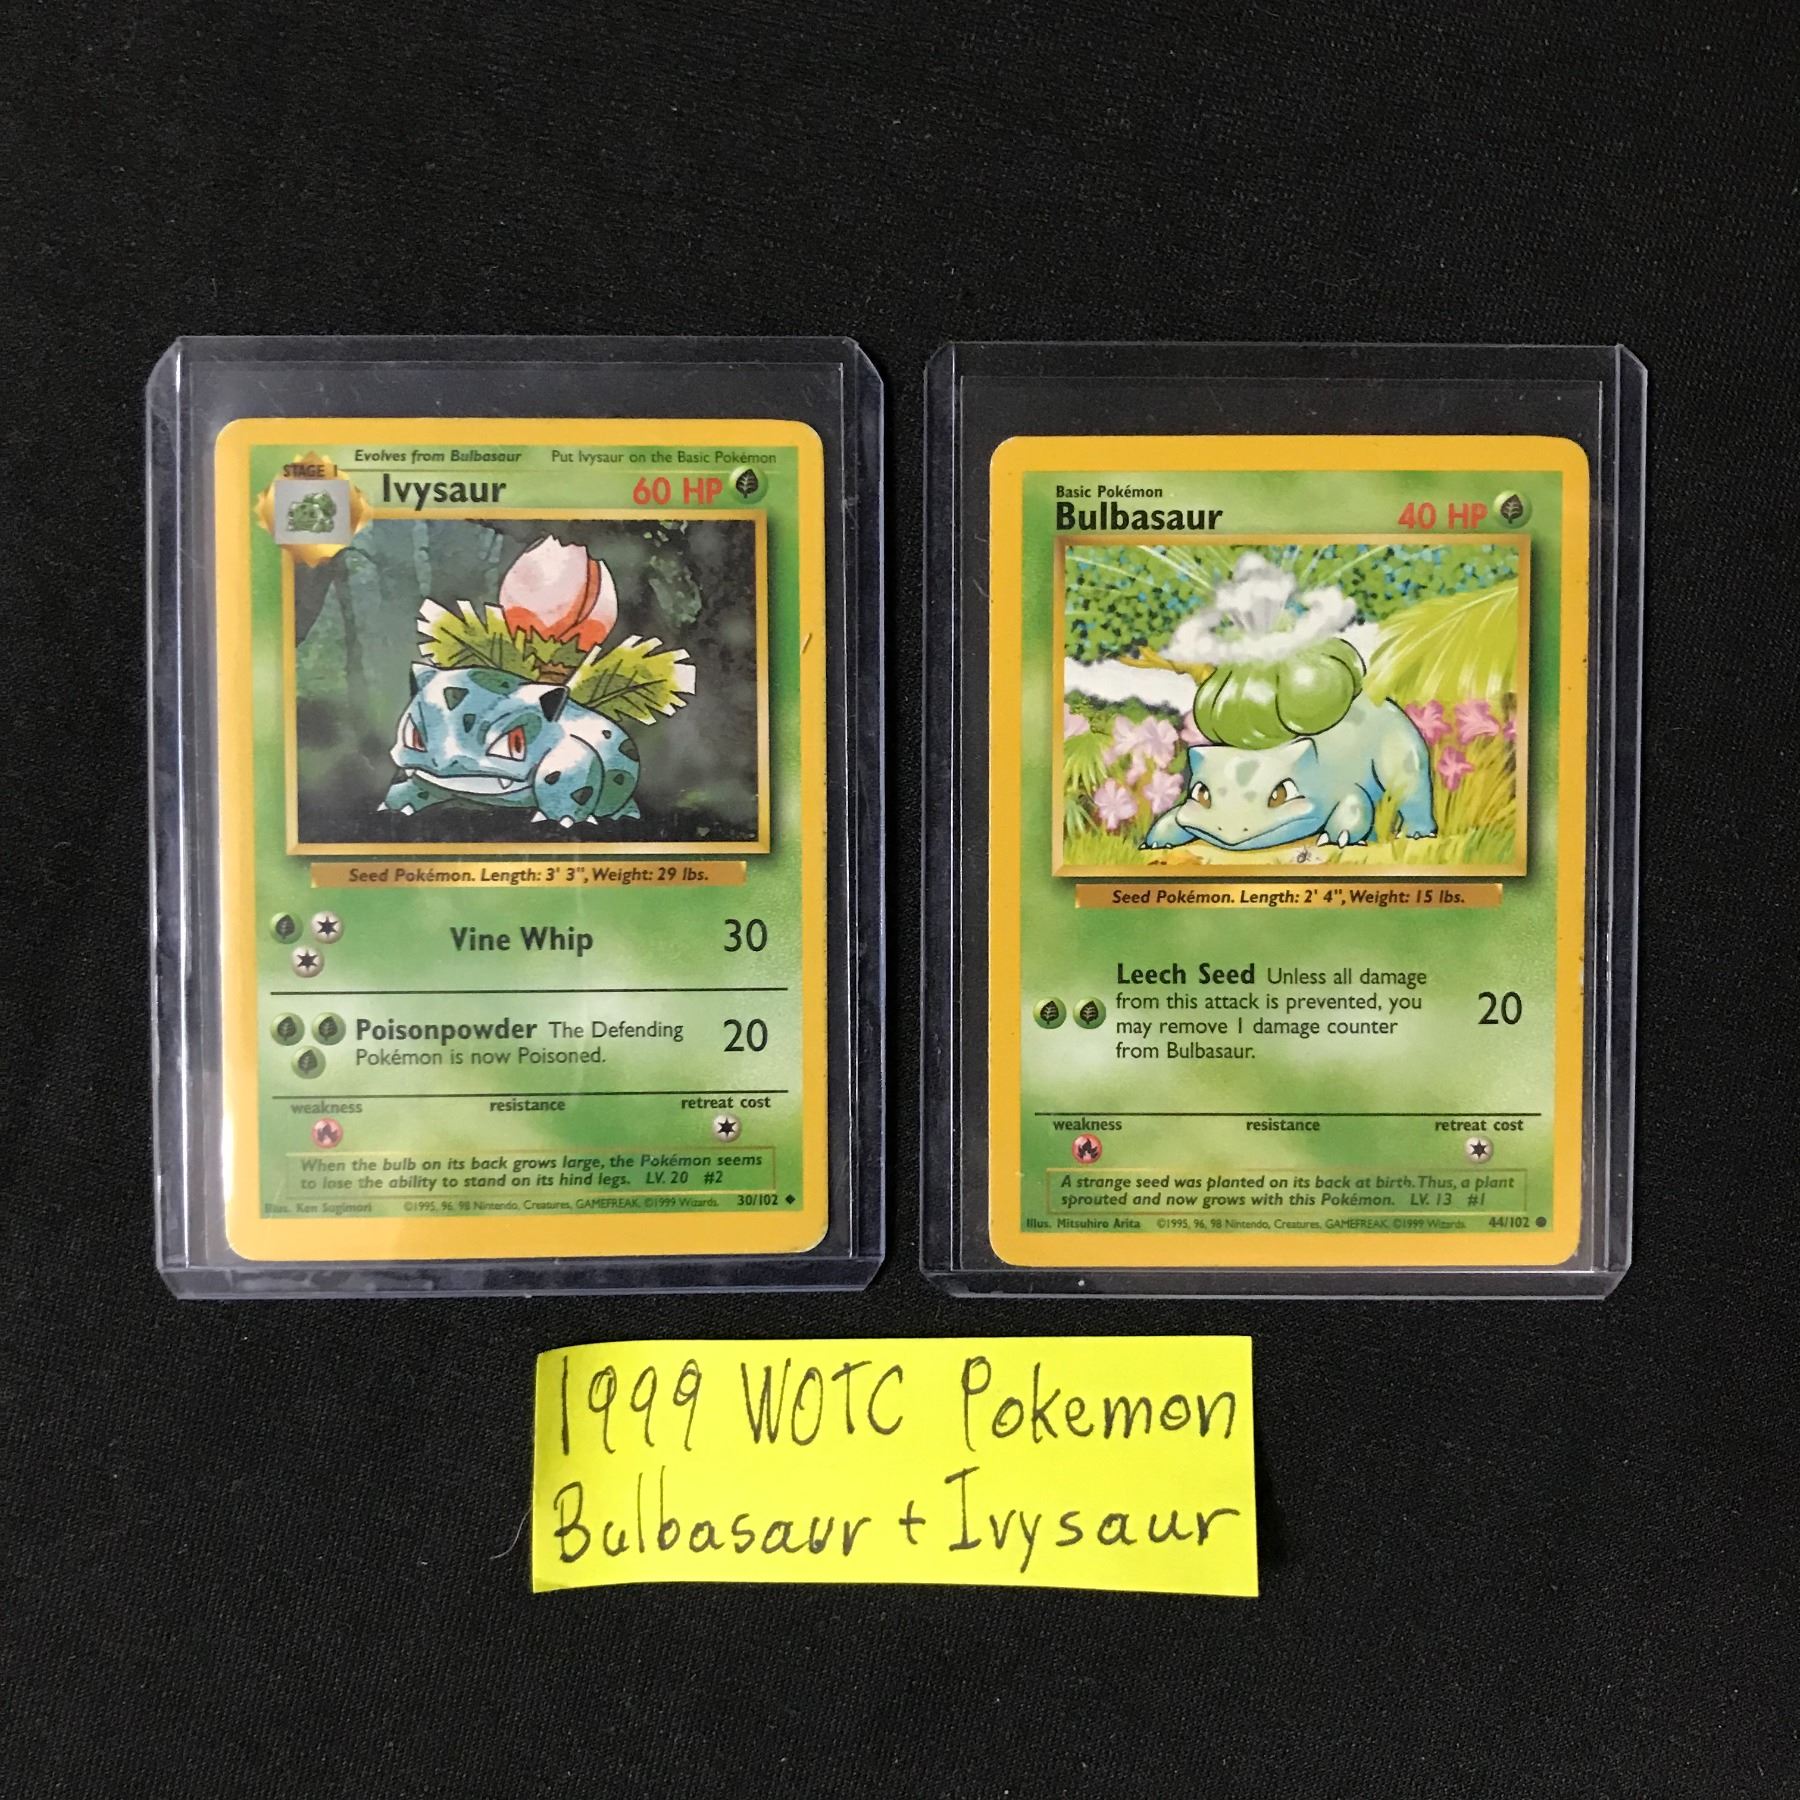 Evolves from Bulbasaur Put Ivysaur on the Basic Pokémon
STAGE 1
Ivysaur 60 HP
Seed Pokémon. Length: 3' 3", Weight: 29 lbs.
Vine Whip 30
Poisonpowder The Defending
Pokémon is now Poisoned.
20
weakness resistance retreat cost
When the bulb on its back grows large, the Pokémon seems
to lose the ability to stand on its hind legs. LV. 20 #2
Illus. Ken Sugimori ©1995, 96, 98 Nintendo, Creatures, GAMEFREAK. ©1999 Wizards. 30/102
Basic Pokémon
Bulbasaur 40 HP
Seed Pokémon. Length: 2' 4", Weight: 15 lbs.
Leech Seed Unless all damage
from this attack is prevented, you
may remove 1 damage counter
from Bulbasaur.
20
weakness resistance retreat cost
A strange seed was planted on its back at birth. Thus, a plant
sprouted and now grows with this Pokémon. LV. 13 #1
Illus. Mitsuhiro Arita ©1995, 96, 98 Nintendo, Creatures, GAMEFREAK. ©1999 Wizards. 44/102
1999 WOTC Pokemon
Bulbasaur + Ivysaur